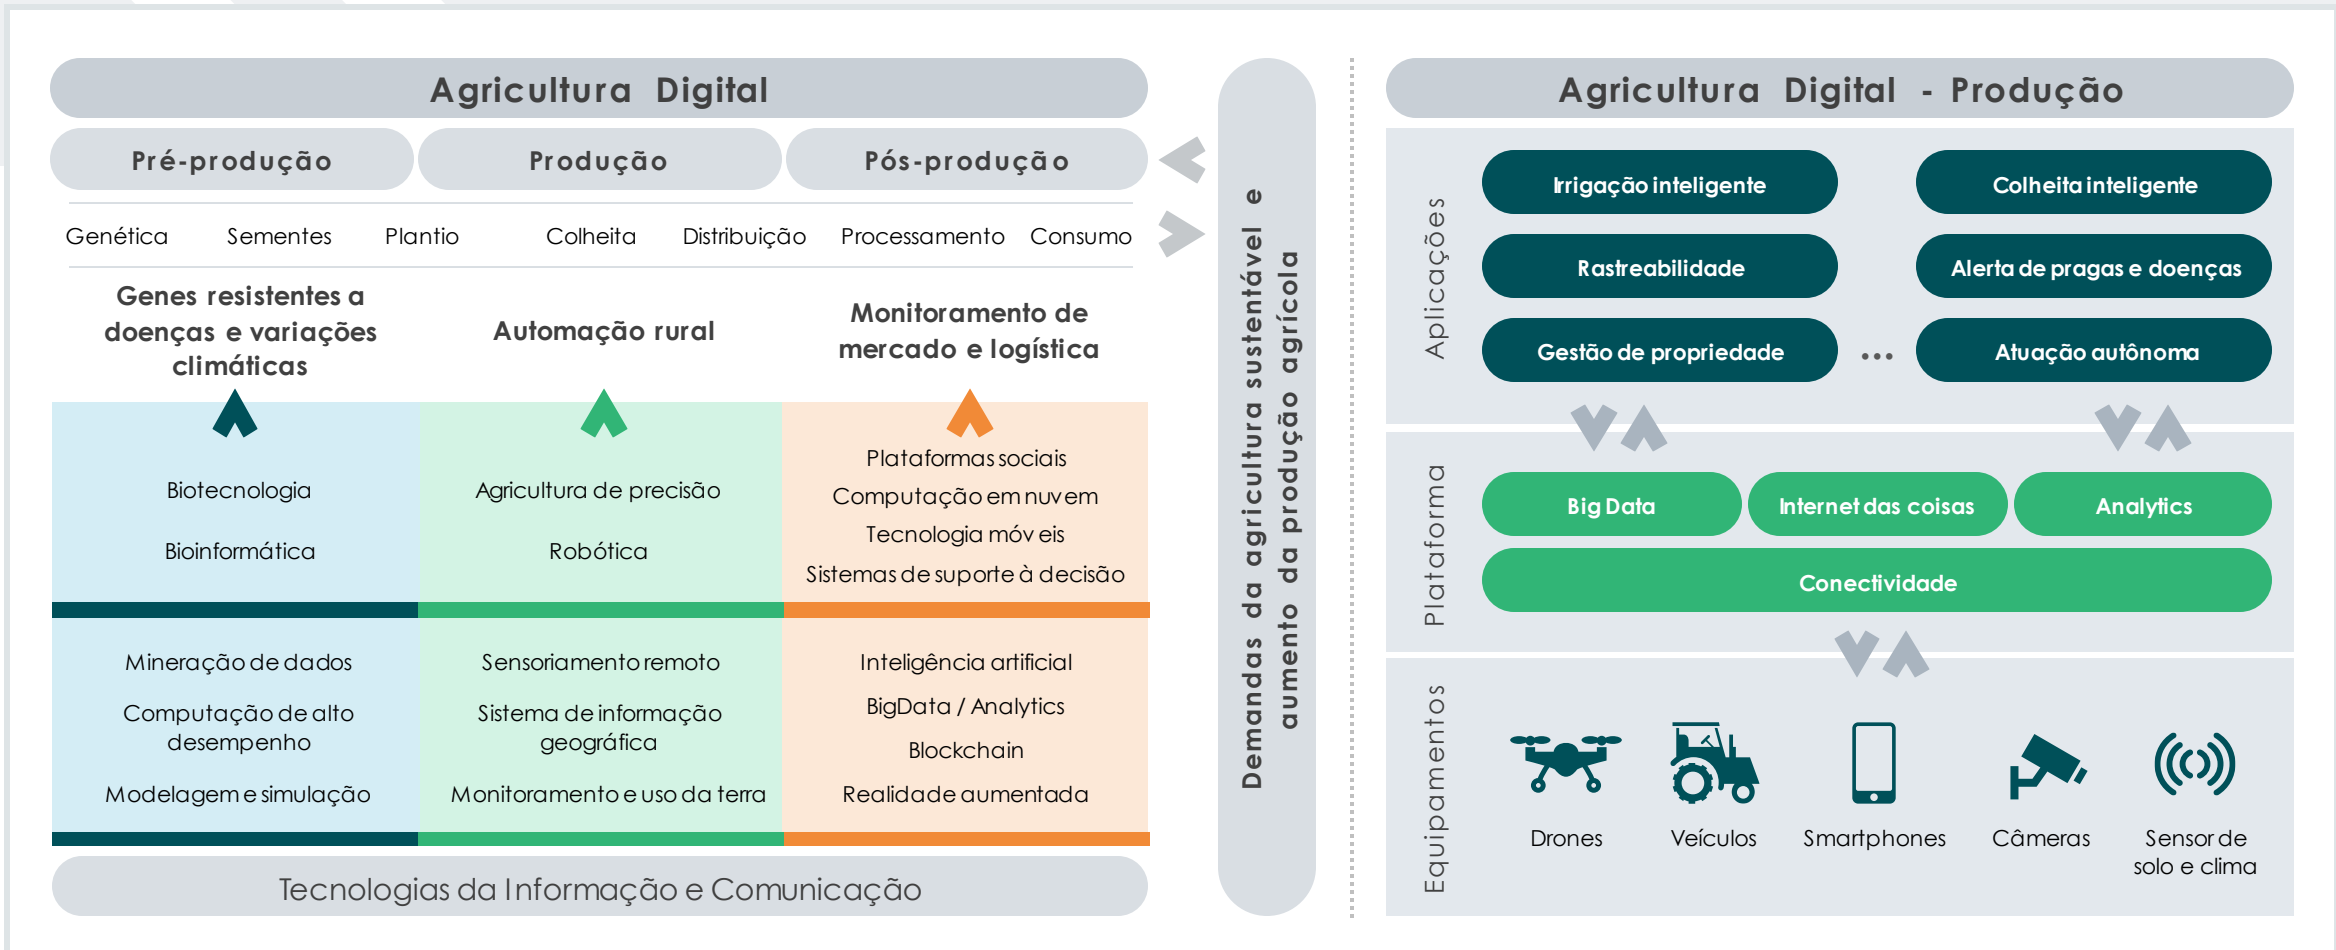 Agricultura Digital
Pré-produção
Produção
Pós-produção
Genética
Sementes
Plantio
Colheita
Distribuição
Processamento
Consumo
Genes resistentes a
doenças e variações
climáticas
Automação rural
Monitoramento de
mercado e logística
Biotecnologia
Bioinformática
Agricultura de precisão
Robótica
Plataformas sociais
Computação em nuvem
Tecnologia móveis
Sistemas de suporte à decisão
Mineração de dados
Computação de alto
desempenho
Modelagem e simulação
Sensoriamento remoto
Sistema de informação
geográfica
Monitoramento e uso da terra
Inteligência artificial
BigData / Analytics
Blockchain
Realidade aumentada
Tecnologias da Informação e Comunicação
Demandas da agricultura sustentável e
aumento da produção agrícola
Agricultura Digital - Produção
Aplicações
Irrigação inteligente
Colheita inteligente
Rastreabilidade
Alerta de pragas e doenças
Gestão de propriedade
...
Atuação autônoma
Plataforma
Big Data
Internet das coisas
Analytics
Conectividade
Equipamentos
Drones
Veículos
Smartphones
Câmeras
Sensor de
solo e clima